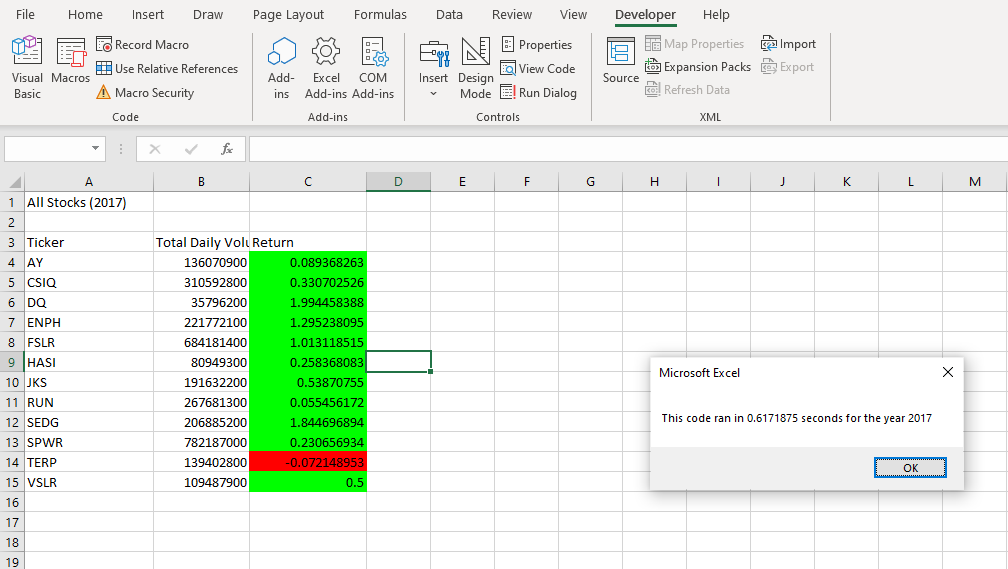 File Home Insert Draw Page Layout Formulas Data Review View Developer Help
Visual Basic
Macros
Record Macro
Use Relative References
Macro Security
Code
Add-ins
Excel Add-ins
COM Add-ins
Add-ins
Insert
Design Mode
Properties
View Code
Run Dialog
Controls
Source
Map Properties
Expansion Packs
Refresh Data
Import
Export
XML
fx
A B C D E F G H I J K L M
1 All Stocks (2017)
2
3 Ticker Total Daily Volu Return
4 AY 136070900 0.089368263
5 CSIQ 310592800 0.330702526
6 DQ 35796200 1.994458388
7 ENPH 221772100 1.295238095
8 FSLR 684181400 1.013118515
9 HASI 80949300 0.258368083
10 JKS 191632200 0.53870755
11 RUN 267681300 0.055456172
12 SEDG 206885200 1.844696894
13 SPWR 782187000 0.230656934
14 TERP 139402800 -0.072148953
15 VSLR 109487900 0.5
16
17
18
19
Microsoft Excel
This code ran in 0.6171875 seconds for the year 2017
OK